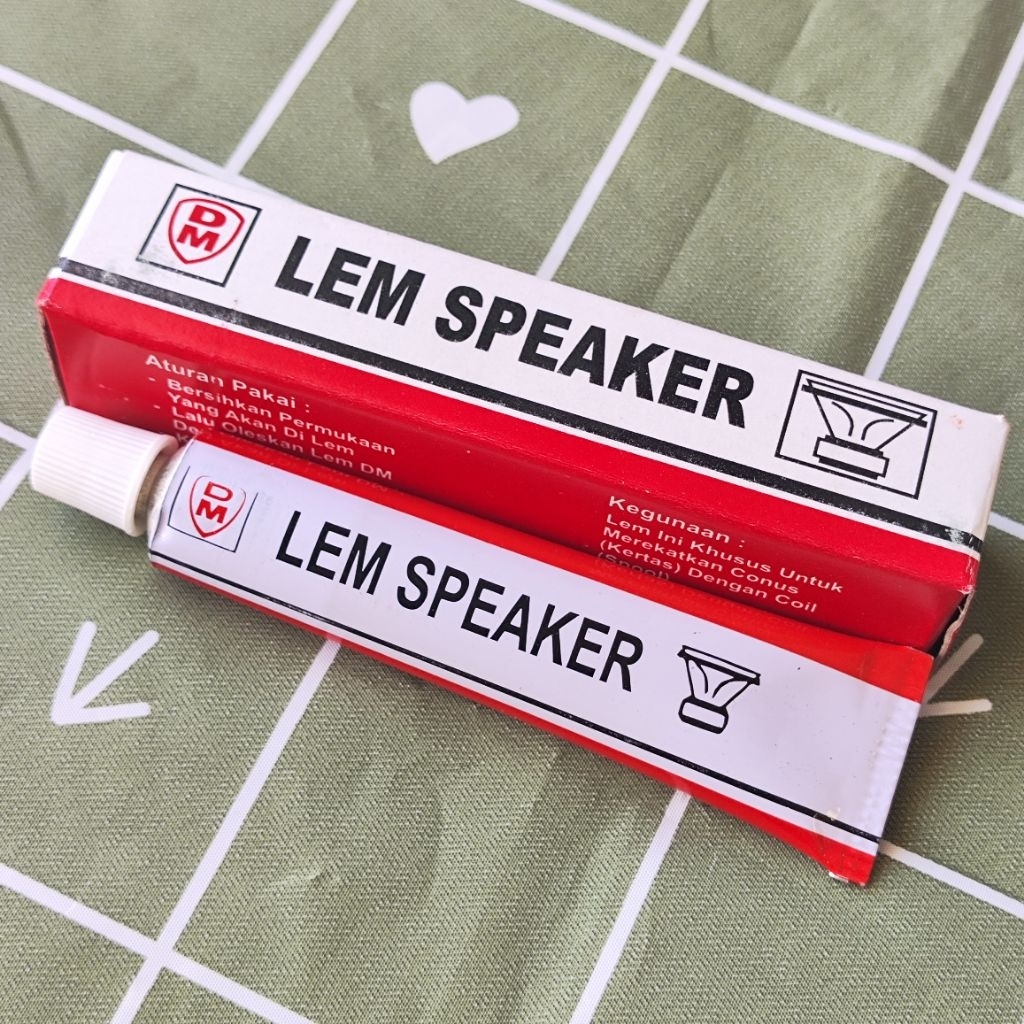 DM
LEM SPEAKER
Aturan Pakai :
- Bersihkan Permukaan
Yang Akan Di Lem
- Lalu Oleskan Lem DM
Kegunaan :
Lem Ini Khusus Untuk
Merekatkan Conus
(Kertas) Dengan Coil
(Spool)
DM
LEM SPEAKER